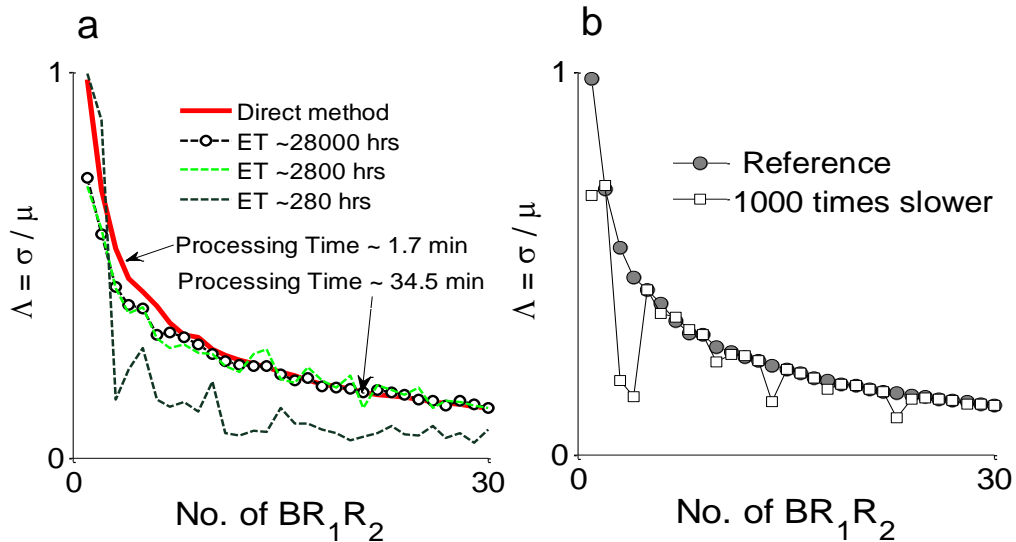 a
1
Direct method
ET ~28000 hrs
ET ~2800 hrs
ET ~280 hrs
Processing Time ~ 1.7 min
Processing Time ~ 34.5 min
Λ = σ / μ
0
0
30
No. of BR₁R₂
b
1
Reference
1000 times slower
Λ = σ / μ
0
0
30
No. of BR₁R₂